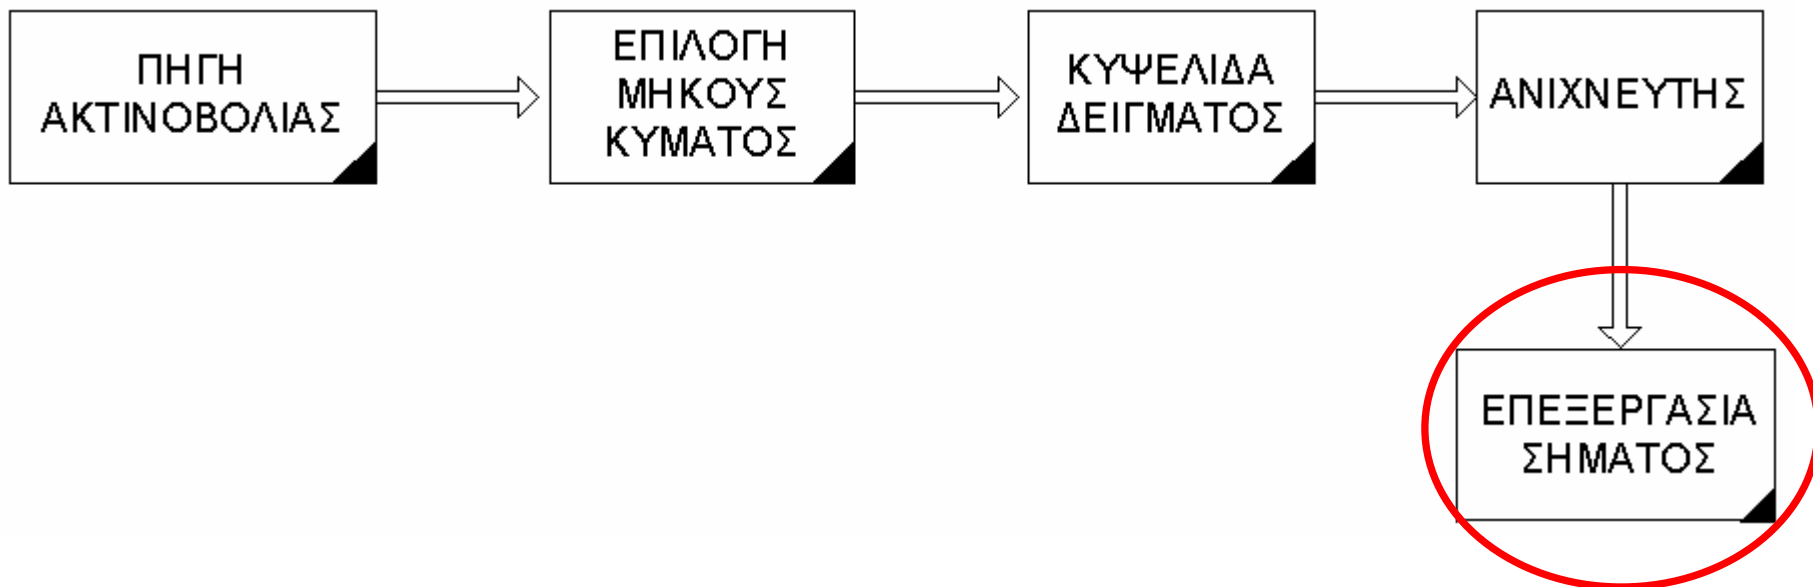 ΠΗΓΗ
ΑΚΤΙΝΟΒΟΛΙΑΣ
ΕΠΙΛΟΓΗ
ΜΗΚΟΥΣ
ΚΥΜΑΤΟΣ
ΚΥΨΕΛΙΔΑ
ΔΕΙΓΜΑΤΟΣ
ΑΝΙΧΝΕΥΤΗΣ
ΕΠΕΞΕΡΓΑΣΙΑ
ΣΗΜΑΤΟΣ